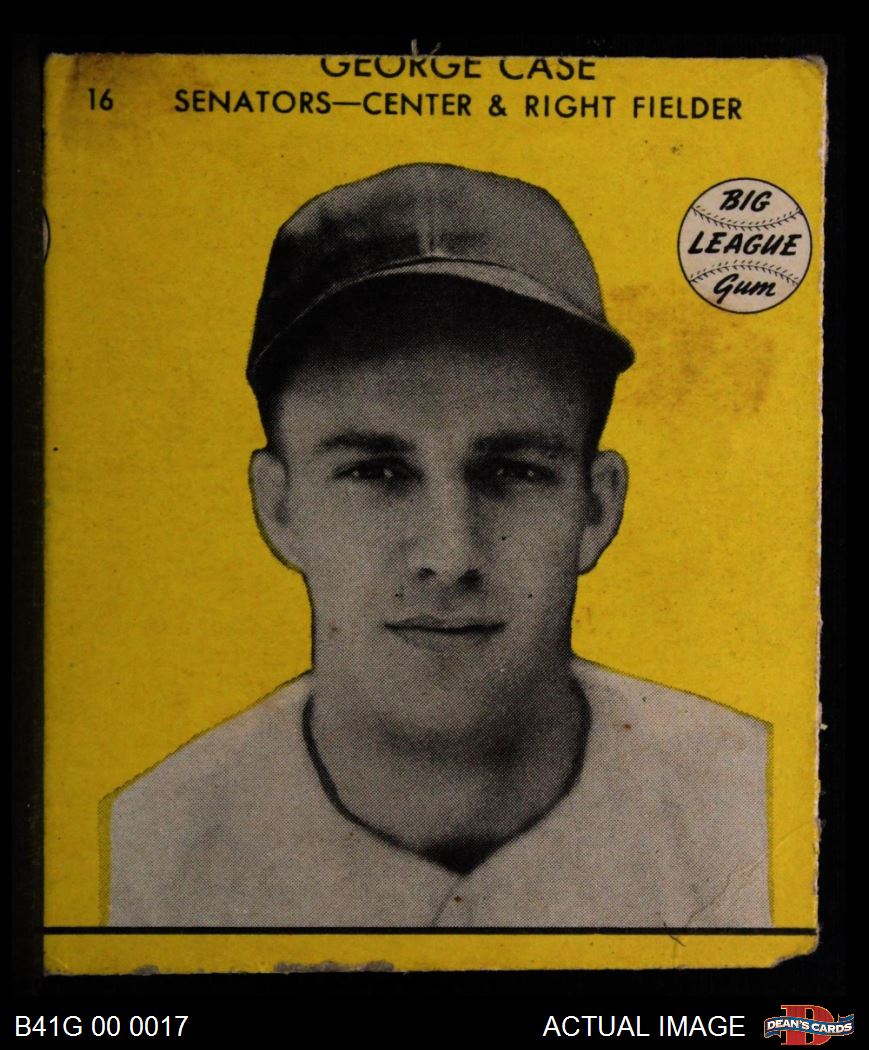 GEORGE CASE
16 SENATORS—CENTER & RIGHT FIELDER
BIG
LEAGUE
Gum
B41G 00 0017 ACTUAL IMAGE D DEAN'S CARDS